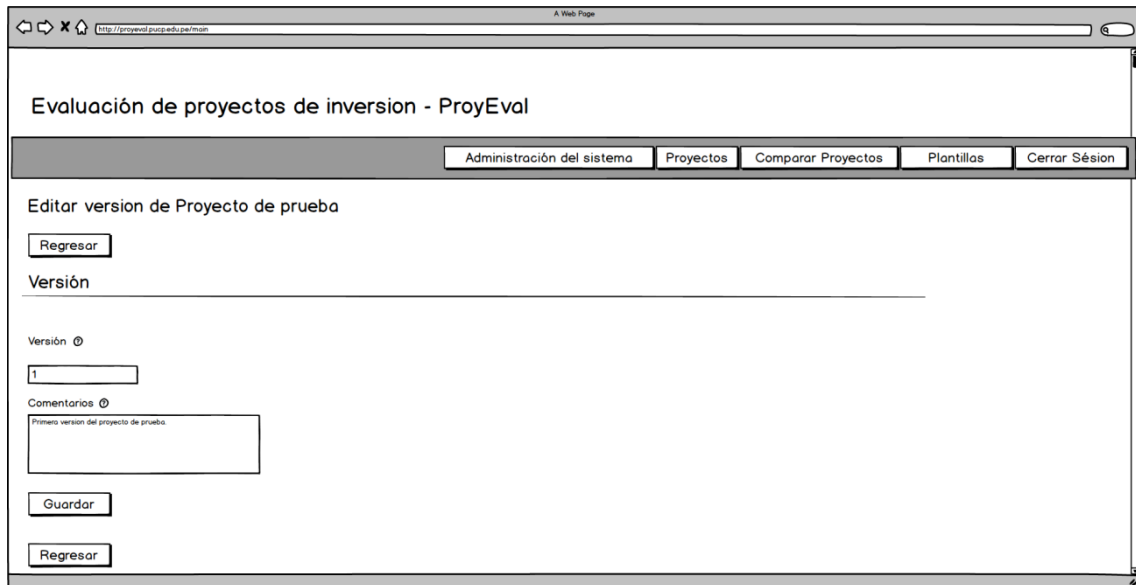 A Web Page
http://proyeval.pucp.edu.pe/main
Evaluación de proyectos de inversion - ProyEval
Administración del sistema Proyectos Comparar Proyectos Plantillas Cerrar Sésion
Editar version de Proyecto de prueba
Regresar
Versión
Versión ?
1
Comentarios ?
Primera version del proyecto de prueba.
Guardar
Regresar